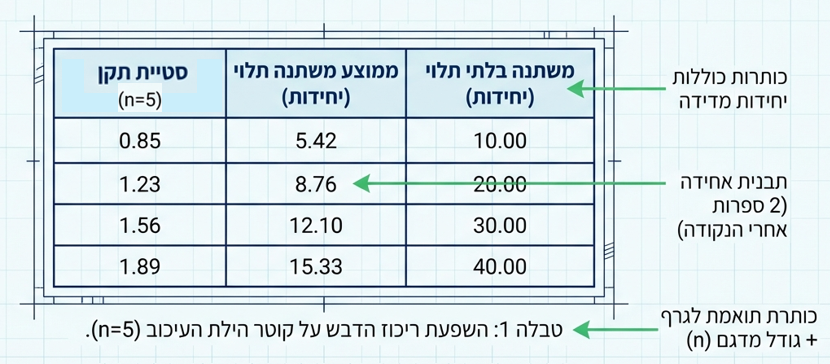 משתנה בלתי תלוי
(יחידות)
ממוצע משתנה תלוי
(יחידות)
סטיית תקן
(n=5)
10.00 5.42 0.85
20.00 8.76 1.23
30.00 12.10 1.56
40.00 15.33 1.89
כותרות כוללות
יחידות מדידה
תבנית אחידה
(2 ספרות
אחרי הנקודה)
טבלה 1: השפעת ריכוז הדבש על קוטר הילת העיכוב (n=5).
כותרת תואמת לגרף
+ גודל מדגם (n)